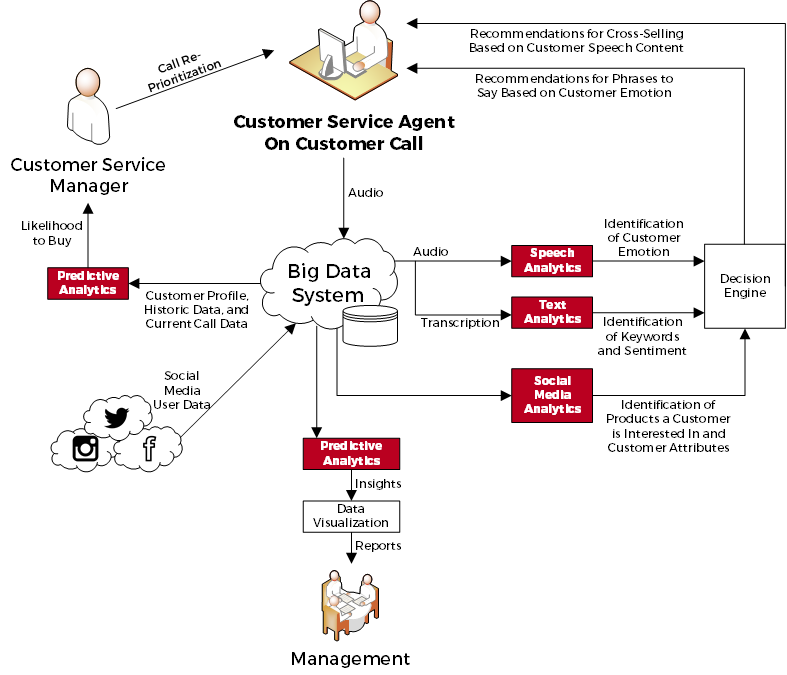 Recommendations for Cross-Selling
Based on Customer Speech Content
Recommendations for Phrases to
Say Based on Customer Emotion
Call Re-
Prioritization
Customer Service Agent
On Customer Call
Customer Service
Manager
Audio
Likelihood
to Buy
Predictive
Analytics
Customer Profile,
Historic Data, and
Current Call Data
Big Data
System
Audio
Transcription
Speech
Analytics
Identification
of Customer
Emotion
Text
Analytics
Identification
of Keywords
and Sentiment
Decision
Engine
Social
Media
Analytics
Identification of
Products a Customer
is Interested In and
Customer Attributes
Social
Media
User Data
Predictive
Analytics
Insights
Data
Visualization
Reports
Management